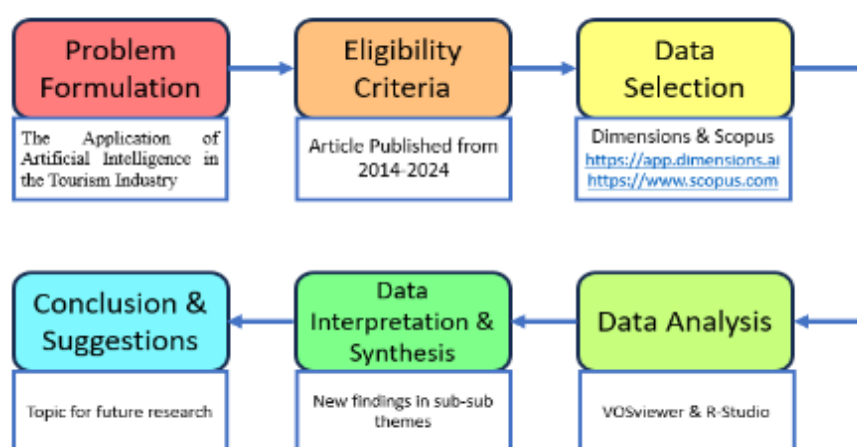 Problem
Formulation
The Application of
Artificial Intelligence in
the Tourism Industry
Eligibility
Criteria
Article Published from
2014-2024
Data
Selection
Dimensions & Scopus
https://app.dimensions.ai
https://www.scopus.com
Conclusion &
Suggestions
Topic for future research
Data
Interpretation &
Synthesis
New findings in sub-sub
themes
Data Analysis
VOSviewer & R-Studio